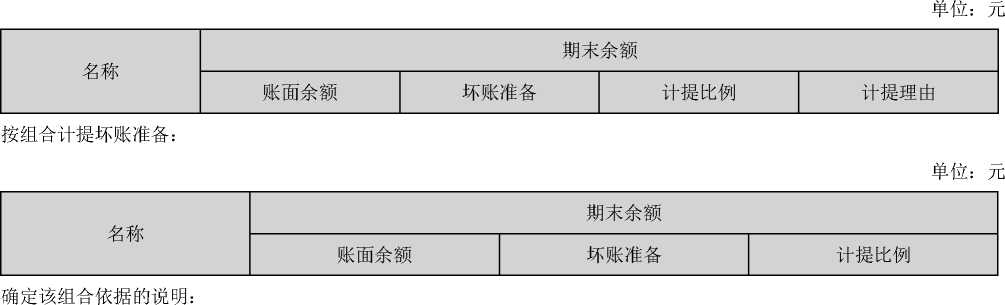 单位：元
名称 期末余额
账面余额 坏账准备 计提比例 计提理由
按组合计提坏账准备：
单位：元
名称 期末余额
账面余额 坏账准备 计提比例
确定该组合依据的说明：